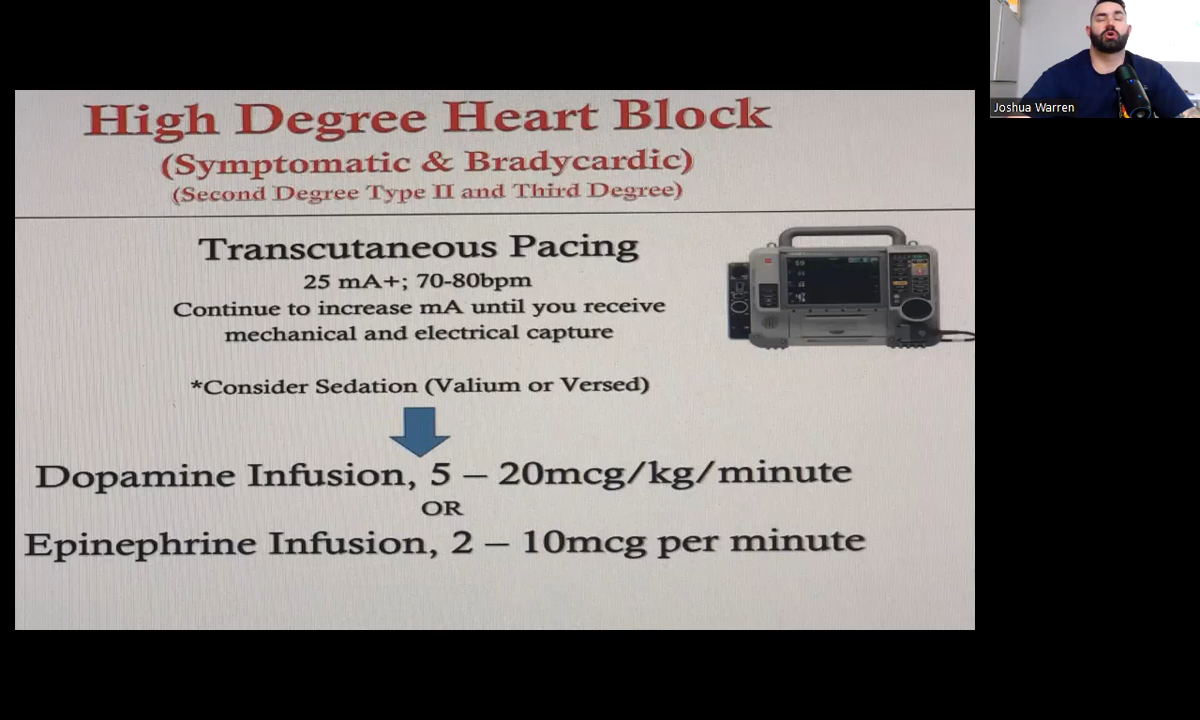 High Degree Heart Block
(Symptomatic & Bradycardic)
(Second Degree Type II and Third Degree)
Transcutaneous Pacing
25 mA+; 70-80bpm
Continue to increase mA until you receive
mechanical and electrical capture
*Consider Sedation (Valium or Versed)
Dopamine Infusion, 5 – 20mcg/kg/minute
OR
Epinephrine Infusion, 2 – 10mcg per minute
Joshua Warren